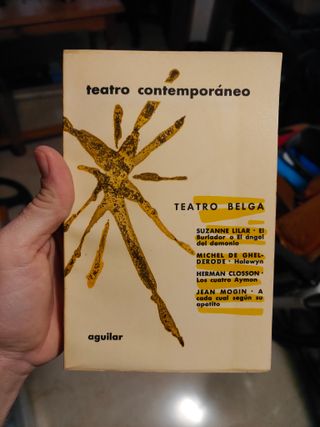 teatro contemporáneo
TEATRO BELGA
SUZANNE LILAR · El
Burlador o El ángel
del demonio
MICHEL DE GHEL-
DERODE · Halewyn
HERMAN CLOSSON ·
Los cuatro Aymon
JEAN MOGIN · A
cada cual según su
apetito
aguilar